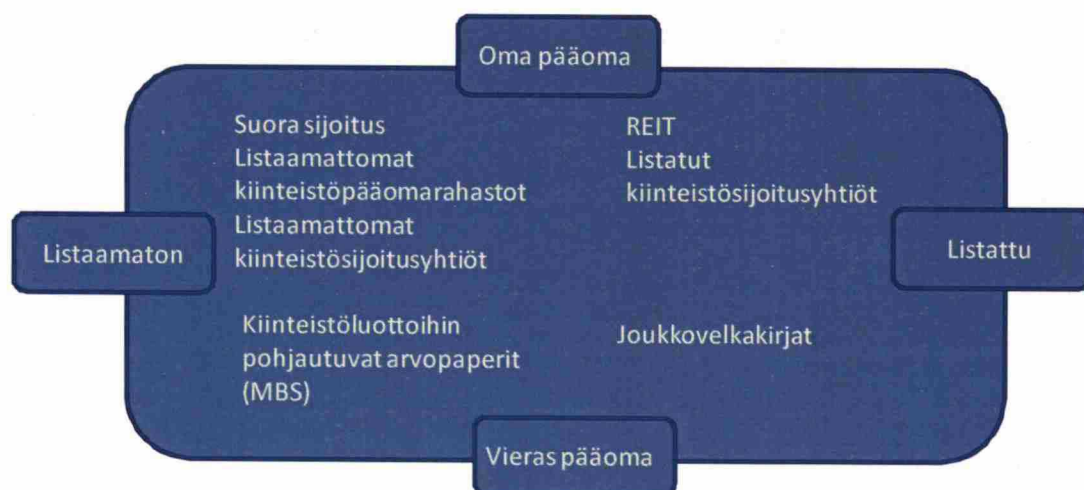 Oma pääoma
Suora sijoitus
Listaamattomat
kiinteistöpääomarahastot
Listaamattomat
kiinteistösijoitusyhtiöt
REIT
Listatut
kiinteistösijoitusyhtiöt
Listaamaton
Listattu
Kiinteistöluottoihin
pohjautuvat arvopaperit
(MBS)
Joukkovelkakirjat
Vieras pääoma